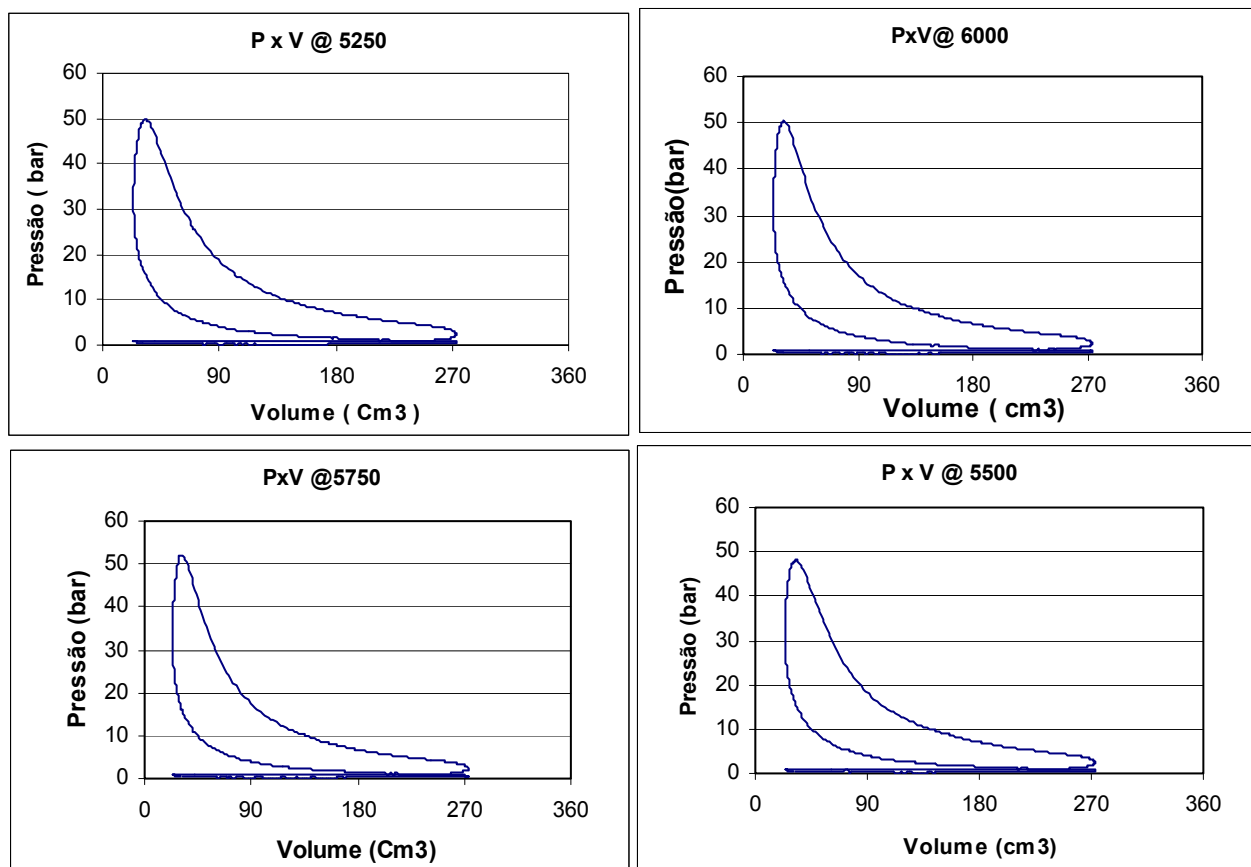 P x V @ 5250
60
50
40
30
20
10
0
0 90 180 270 360
Pressão ( bar)
Volume ( Cm3 )
PxV@ 6000
60
50
40
30
20
10
0
0 90 180 270 360
Pressão(bar)
Volume ( cm3)
PxV @5750
60
50
40
30
20
10
0
0 90 180 270 360
Pressão (bar)
Volume (Cm3)
P x V @ 5500
60
50
40
30
20
10
0
0 90 180 270 360
Pressão (bar)
Volume (cm3)